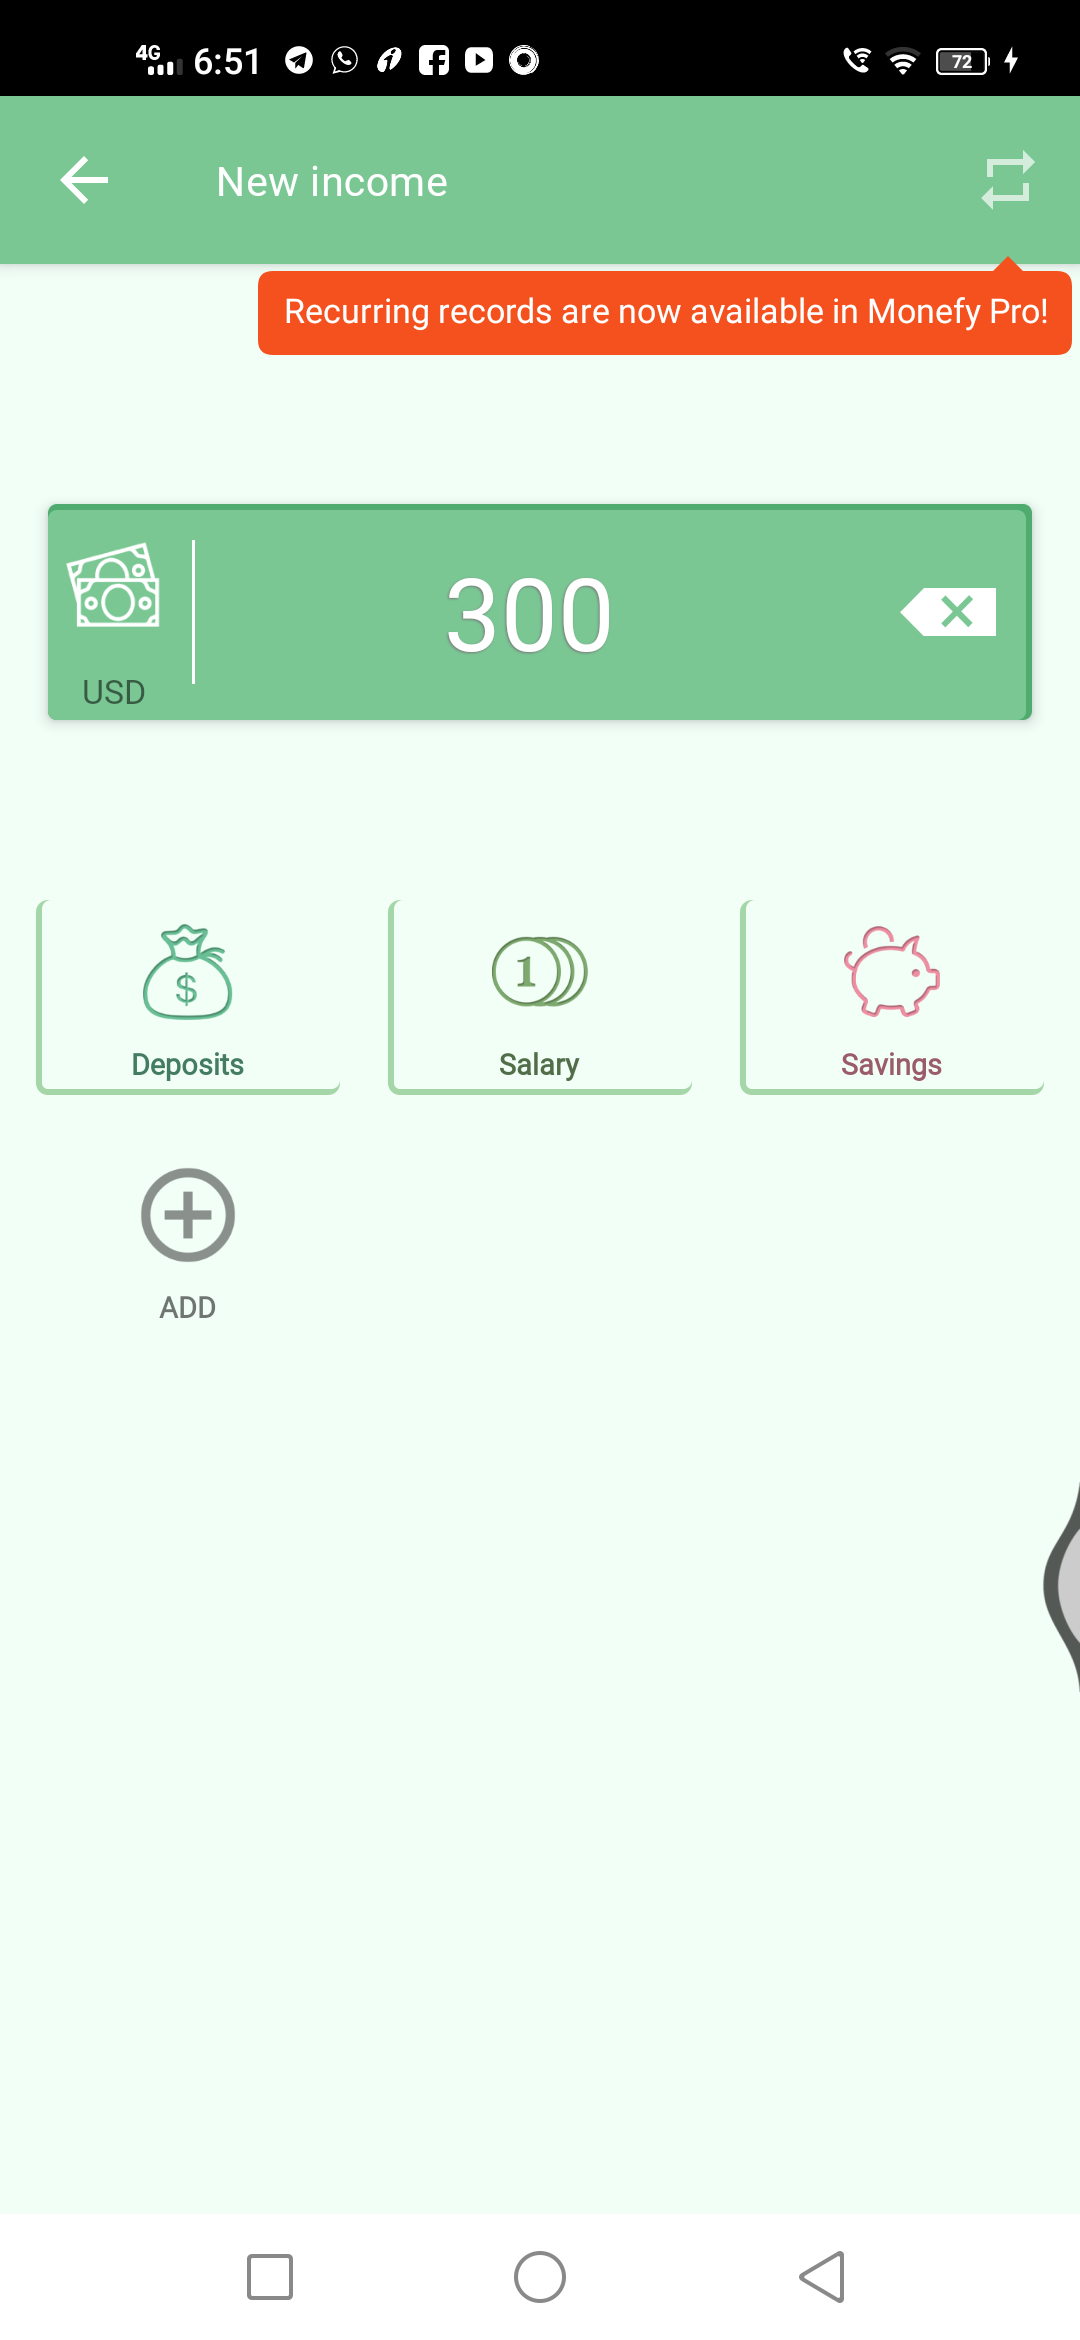 4G 6:51 72
New income
Recurring records are now available in Monefy Pro!
300
USD
$ 1
Deposits Salary Savings
ADD